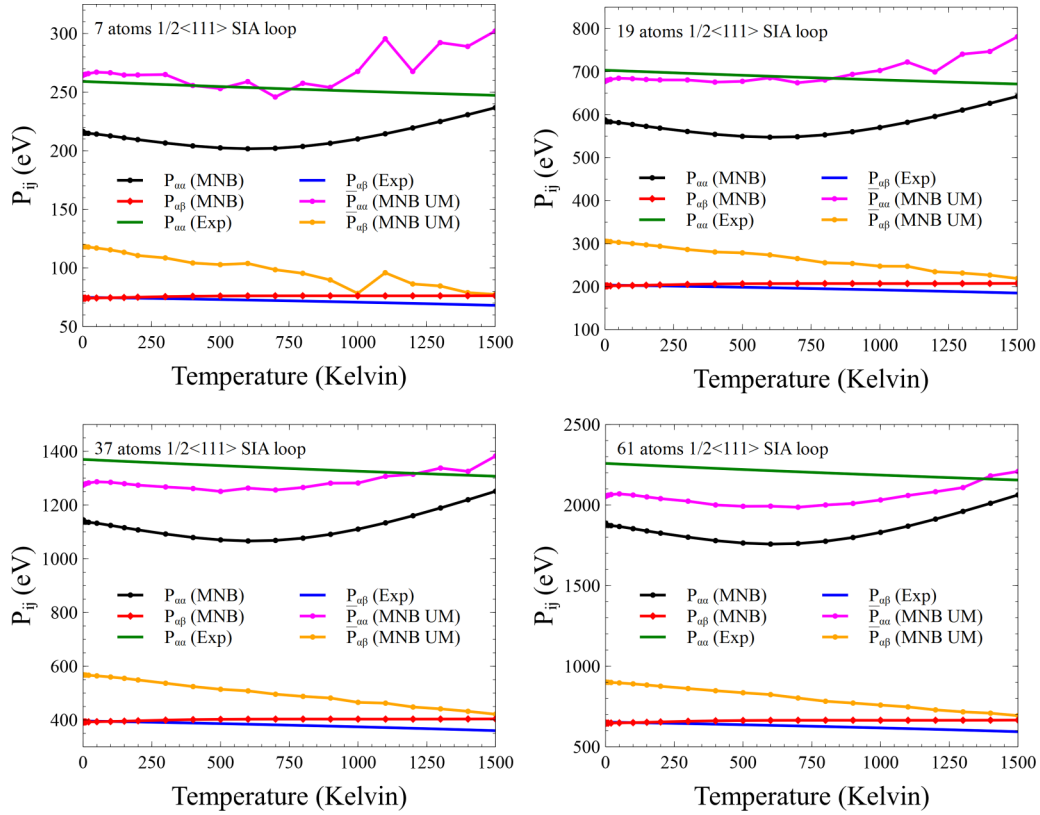 7 atoms 1/2<111> SIA loop
300
250
200
150
100
50
P_ij (eV)
P_αα (MNB)
P_αβ (MNB)
P_αα (Exp)
P_αβ (Exp)
P̅_αα (MNB UM)
P̅_αβ (MNB UM)
0 250 500 750 1000 1250 1500
Temperature (Kelvin)
19 atoms 1/2<111> SIA loop
800
700
600
500
400
300
200
100
P_ij (eV)
P_αα (MNB)
P_αβ (MNB)
P_αα (Exp)
P_αβ (Exp)
P̅_αα (MNB UM)
P̅_αβ (MNB UM)
0 250 500 750 1000 1250 1500
Temperature (Kelvin)
37 atoms 1/2<111> SIA loop
1400
1200
1000
800
600
400
P_ij (eV)
P_αα (MNB)
P_αβ (MNB)
P_αα (Exp)
P_αβ (Exp)
P̅_αα (MNB UM)
P̅_αβ (MNB UM)
0 250 500 750 1000 1250 1500
Temperature (Kelvin)
61 atoms 1/2<111> SIA loop
2500
2000
1500
1000
500
P_ij (eV)
P_αα (MNB)
P_αβ (MNB)
P_αα (Exp)
P_αβ (Exp)
P̅_αα (MNB UM)
P̅_αβ (MNB UM)
0 250 500 750 1000 1250 1500
Temperature (Kelvin)